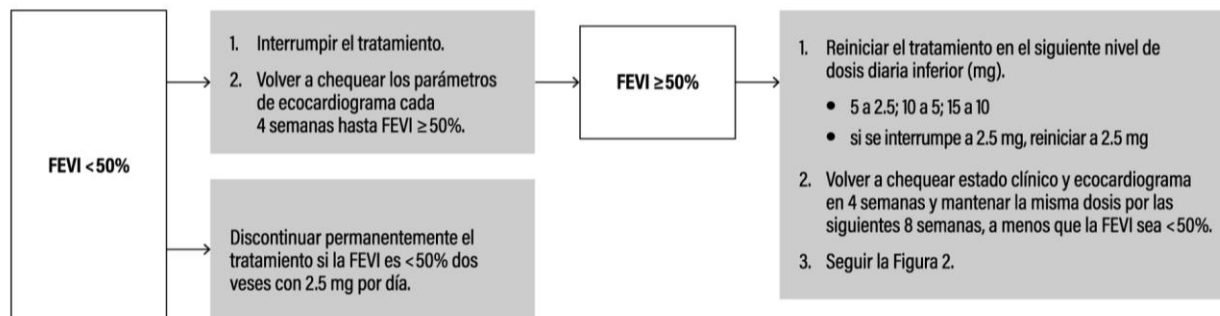 FEVI <50%
1. Interrumpir el tratamiento.
2. Volver a chequear los parámetros
de ecocardiograma cada
4 semanas hasta FEVI ≥50%.
Discontinuar permanentemente el
tratamiento si la FEVI es <50% dos
veses con 2.5 mg por día.
FEVI ≥50%
1. Reiniciar el tratamiento en el siguiente nivel de
dosis diaria inferior (mg).
• 5 a 2.5; 10 a 5; 15 a 10
• si se interrumpe a 2.5 mg, reiniciar a 2.5 mg
2. Volver a chequear estado clínico y ecocardiograma
en 4 semanas y mantener la misma dosis por las
siguientes 8 semanas, a menos que la FEVI sea <50%.
3. Seguir la Figura 2.